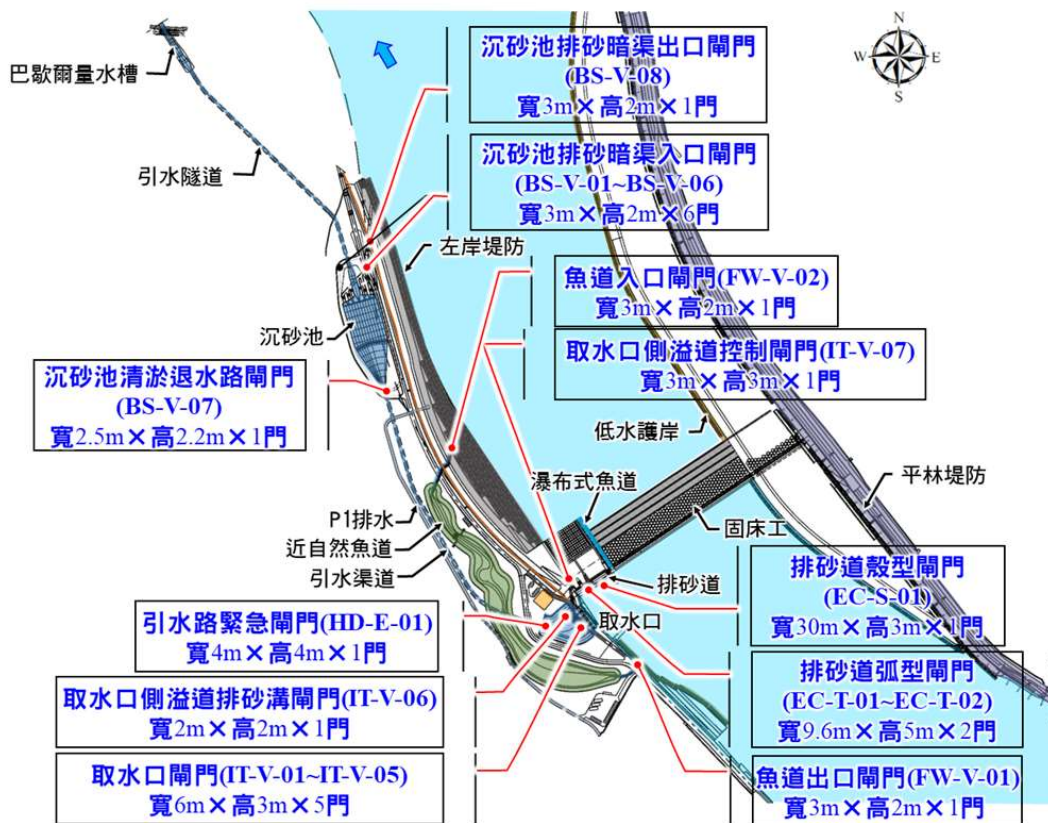 沉砂池排砂暗渠出口閘門
(BS-V-08)
寬3m×高2m×1門
N
W
E
S
巴歇爾量水槽
沉砂池排砂暗渠入口閘門
(BS-V-01~BS-V-06)
寬3m×高2m×6門
引水隧道
左岸堤防
魚道入口閘門(FW-V-02)
寬3m×高2m×1門
沉砂池
取水口側溢道控制閘門(IT-V-07)
寬3m×高3m×1門
沉砂池清淤退水路閘門
(BS-V-07)
寬2.5m×高2.2m×1門
低水護岸
平林堤防
瀑布式魚道
P1排水
固床工
近自然魚道
引水渠道
排砂道
排砂道殼型閘門
(EC-S-01)
寬30m×高3m×1門
取水口
引水路緊急閘門(HD-E-01)
寬4m×高4m×1門
排砂道弧型閘門
(EC-T-01~EC-T-02)
寬9.6m×高5m×2門
取水口側溢道排砂溝閘門(IT-V-06)
寬2m×高2m×1門
取水口閘門(IT-V-01~IT-V-05)
寬6m×高3m×5門
魚道出口閘門(FW-V-01)
寬3m×高2m×1門